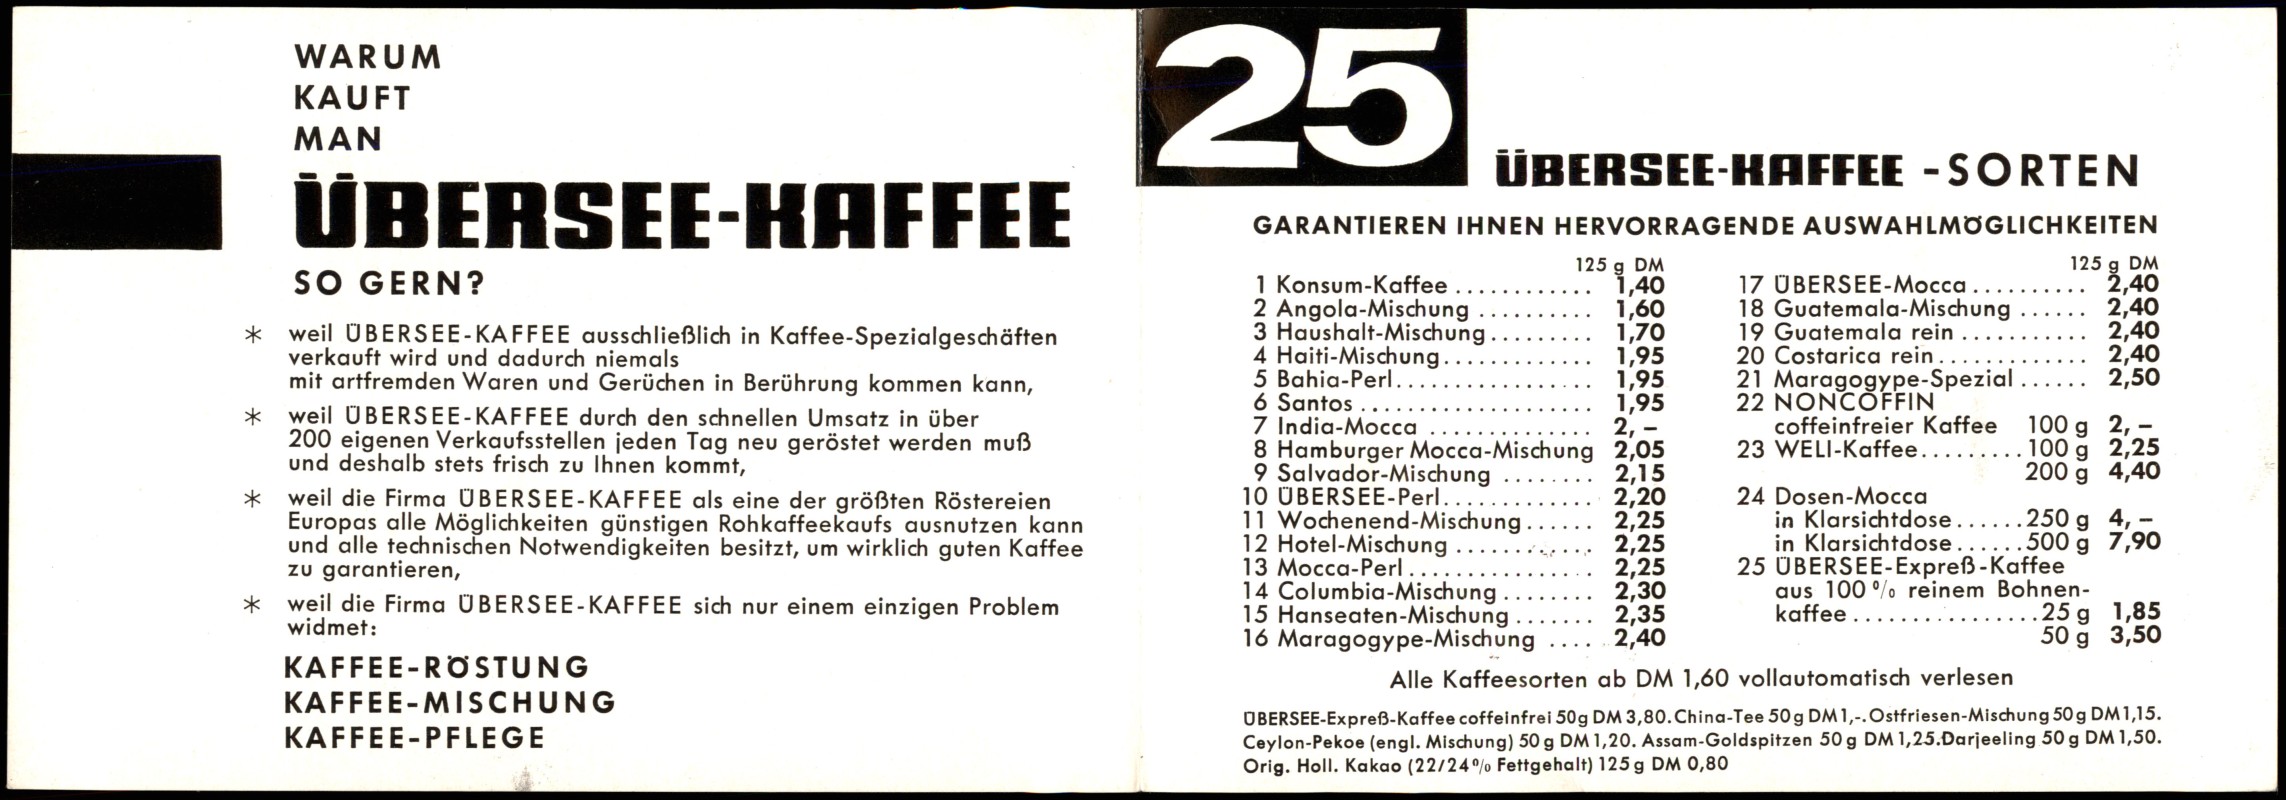 WARUM
KAUFT
MAN
ÜBERSEE-KAFFEE
SO GERN?
* weil ÜBERSEE-KAFFEE ausschließlich in Kaffee-Spezialgeschäften
verkauft wird und dadurch niemals
mit artfremden Waren und Gerüchen in Berührung kommen kann,
* weil ÜBERSEE-KAFFEE durch den schnellen Umsatz in über
200 eigenen Verkaufsstellen jeden Tag neu geröstet werden muß
und deshalb stets frisch zu Ihnen kommt,
* weil die Firma ÜBERSEE-KAFFEE als eine der größten Röstereien
Europas alle Möglichkeiten günstigen Rohkaffeekaufs ausnutzen kann
und alle technischen Notwendigkeiten besitzt, um wirklich guten Kaffee
zu garantieren,
* weil die Firma ÜBERSEE-KAFFEE sich nur einem einzigen Problem
widmet:
KAFFEE-RÖSTUNG
KAFFEE-MISCHUNG
KAFFEE-PFLEGE
25
ÜBERSEE-KAFFEE -SORTEN
GARANTIEREN IHNEN HERVORRAGENDE AUSWAHLMÖGLICHKEITEN
125 g DM
1 Konsum-Kaffee ............ 1,40
2 Angola-Mischung .......... 1,60
3 Haushalt-Mischung......... 1,70
4 Haiti-Mischung............. 1,95
5 Bahia-Perl................. 1,95
6 Santos .................... 1,95
7 India-Mocca .............. 2,–
8 Hamburger Mocca-Mischung 2,05
9 Salvador-Mischung ........ 2,15
10 ÜBERSEE-Perl............. 2,20
11 Wochenend-Mischung...... 2,25
12 Hotel-Mischung ............ 2,25
13 Mocca-Perl................ 2,25
14 Columbia-Mischung........ 2,30
15 Hanseaten-Mischung....... 2,35
16 Maragogype-Mischung ..... 2,40
125 g DM
17 ÜBERSEE-Mocca.......... 2,40
18 Guatemala-Mischung ...... 2,40
19 Guatemala rein ........... 2,40
20 Costarica rein............. 2,40
21 Maragogype-Spezial ...... 2,50
22 NONCOFFIN
coffeinfreier Kaffee 100 g 2,–
23 WELI-Kaffee.........100 g 2,25
200 g 4,40
24 Dosen-Mocca
in Klarsichtdose......250 g 4,–
in Klarsichtdose......500 g 7,90
25 ÜBERSEE-Expreß-Kaffee
aus 100 % reinem Bohnen-
kaffee................25 g 1,85
50 g 3,50
Alle Kaffeesorten ab DM 1,60 vollautomatisch verlesen
ÜBERSEE-Expreß-Kaffee coffeinfrei 50g DM 3,80. China-Tee 50g DM 1,-. Ostfriesen-Mischung 50g DM 1,15.
Ceylon-Pekoe (engl. Mischung) 50 g DM 1,20. Assam-Goldspitzen 50 g DM 1,25. Darjeeling 50 g DM 1,50.
Orig. Holl. Kakao (22/24% Fettgehalt) 125 g DM 0,80